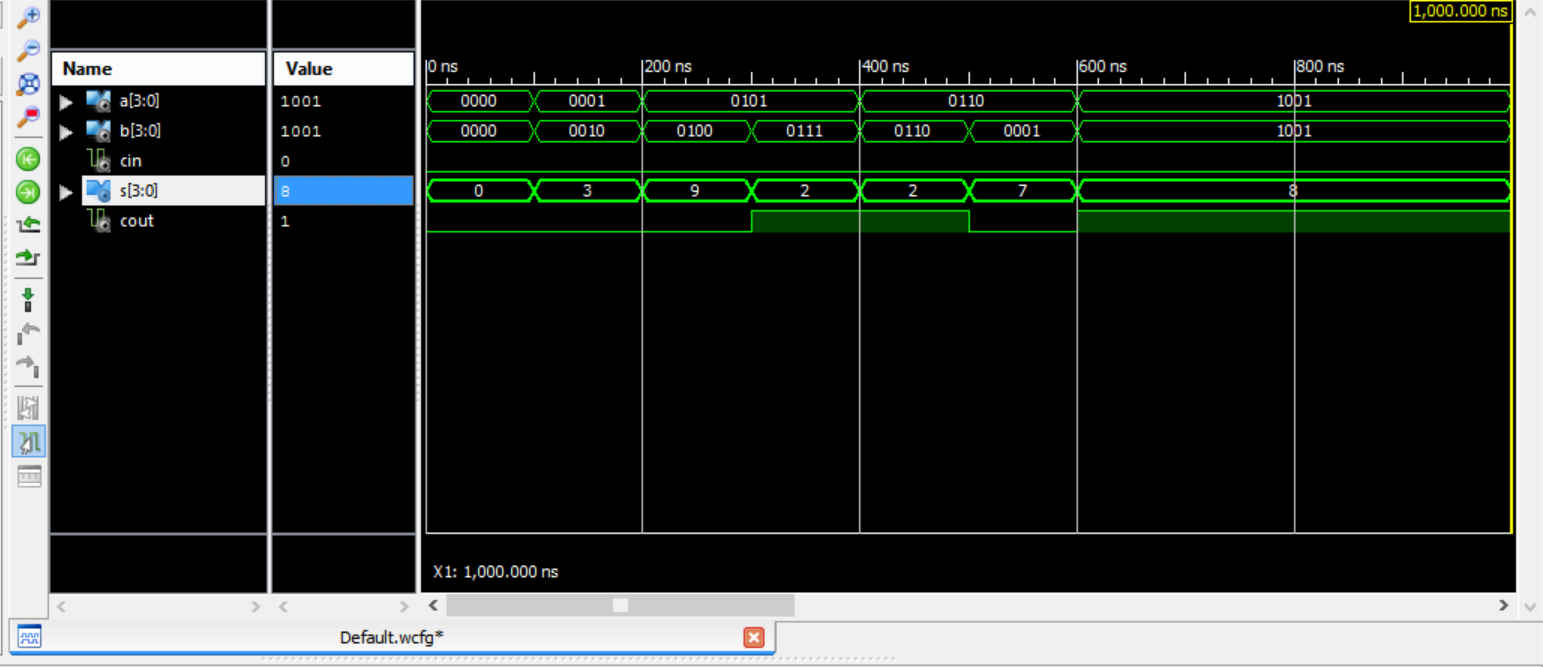 1,000.000 ns
Name Value
0 ns 200 ns 400 ns 600 ns 800 ns
a[3:0] 1001 0000 0001 0101 0110 1001
b[3:0] 1001 0000 0010 0100 0111 0110 0001 1001
cin 0
s[3:0] 8 0 3 9 2 2 7 8
cout 1
X1: 1,000.000 ns
Default.wcfg*